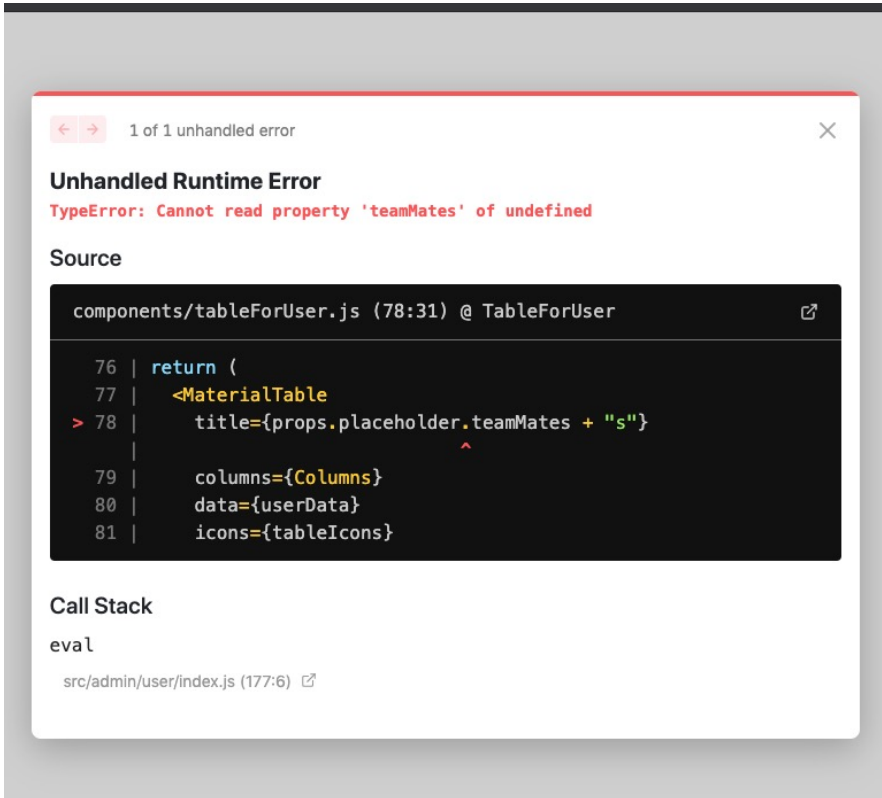 1 of 1 unhandled error
Unhandled Runtime Error
TypeError: Cannot read property 'teamMates' of undefined
Source
components/tableForUser.js (78:31) @ TableForUser
76 | return (
77 |   <MaterialTable
> 78 |     title={props.placeholder.teamMates + "s"}
|                               ^
79 |     columns={Columns}
80 |     data={userData}
81 |     icons={tableIcons}
Call Stack
eval
src/admin/user/index.js (177:6)